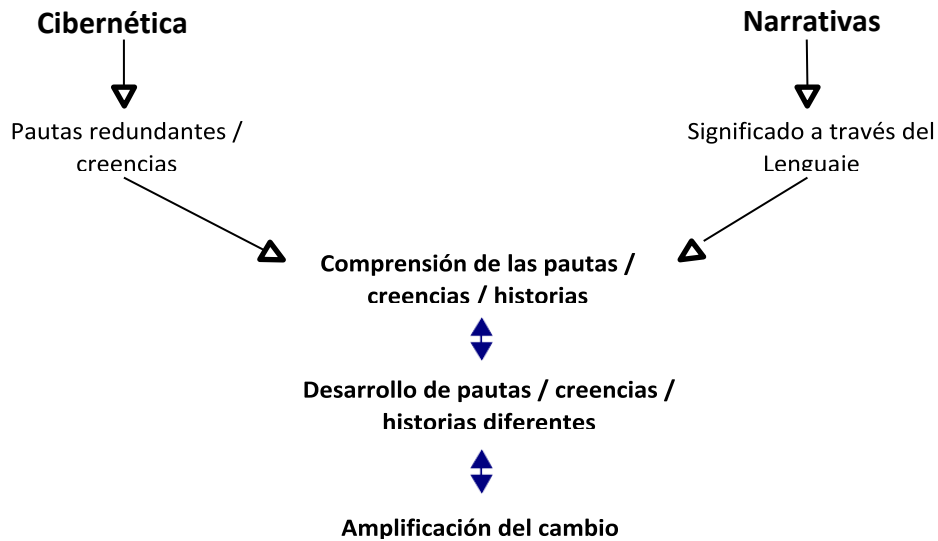 Cibernética
Narrativas
Pautas redundantes /
creencias
Significado a través del
Lenguaje
Comprensión de las pautas /
creencias / historias
Desarrollo de pautas / creencias /
historias diferentes
Amplificación del cambio